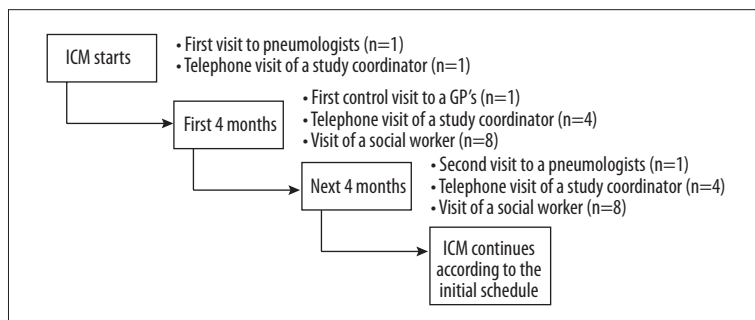 ICM starts
• First visit to pneumologists (n=1)
• Telephone visit of a study coordinator (n=1)
First 4 months
• First control visit to a GP's (n=1)
• Telephone visit of a study coordinator (n=4)
• Visit of a social worker (n=8)
Next 4 months
• Second visit to a pneumologists (n=1)
• Telephone visit of a study coordinator (n=4)
• Visit of a social worker (n=8)
ICM continues
according to the
initial schedule